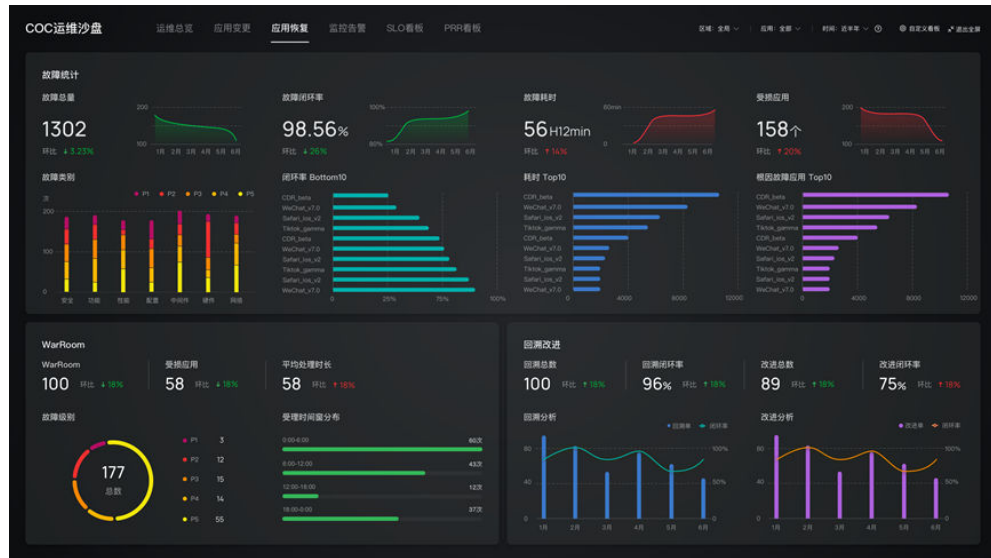 COC运维沙盘
运维总览 应用变更 应用恢复 监控告警 SLO看板 PRR看板
区域: 全局 应用: 全部 时间: 近半年 自定义看板 退出全屏
故障统计
故障总量
1302
环比 3.23%
200
100
1月 2月 3月 4月 5月 6月
故障闭环率
98.56%
环比 26%
100%
80%
1月 2月 3月 4月 5月 6月
故障耗时
56H12min
环比 14%
60min
0
1月 2月 3月 4月 5月 6月
受损应用
158个
环比 20%
200
100
1月 2月 3月 4月 5月 6月
故障类别
P1 P2 P3 P4 P5
次
200
100
0
安全 功能 性能 配置 中间件 硬件 网络
闭环率 Bottom10
CDR_beta
WeChat_v7.0
Safari_ios_v2
Tiktok_gamma
CDR_beta
WeChat_v7.0
Safari_ios_v2
Tiktok_gamma
Safari_ios_v2
WeChat_v7.0
0 25% 75% 100%
耗时 Top10
CDR_beta
WeChat_v7.0
Safari_ios_v2
Tiktok_gamma
CDR_beta
WeChat_v7.0
Safari_ios_v2
Tiktok_gamma
Safari_ios_v2
WeChat_v7.0
0 4000 8000 12000
根因故障应用 Top10
CDR_beta
WeChat_v7.0
Safari_ios_v2
Tiktok_gamma
CDR_beta
WeChat_v7.0
Safari_ios_v2
Tiktok_gamma
Safari_ios_v2
WeChat_v7.0
0 4000 8000 12000
WarRoom
WarRoom
100 环比 18%
受损应用
58 环比 18%
平均处理时长
58 环比 18%
故障级别
177
总数
P1 3
P2 12
P3 15
P4 14
P5 55
受理时间窗分布
0:00-6:00 60次
6:00-12:00 43次
12:00-18:00 12次
18:00-0:00 37次
回溯改进
回溯总数
100 环比 18%
回溯闭环率
96% 环比 18%
改进总数
89 环比 18%
改进闭环率
75% 环比 18%
回溯分析
回溯率 闭环率
80
40
0
100%
50%
0
1月 2月 3月 4月 5月 6月
改进分析
改进率 闭环率
80
40
0
100%
50%
0
1月 2月 3月 4月 5月 6月